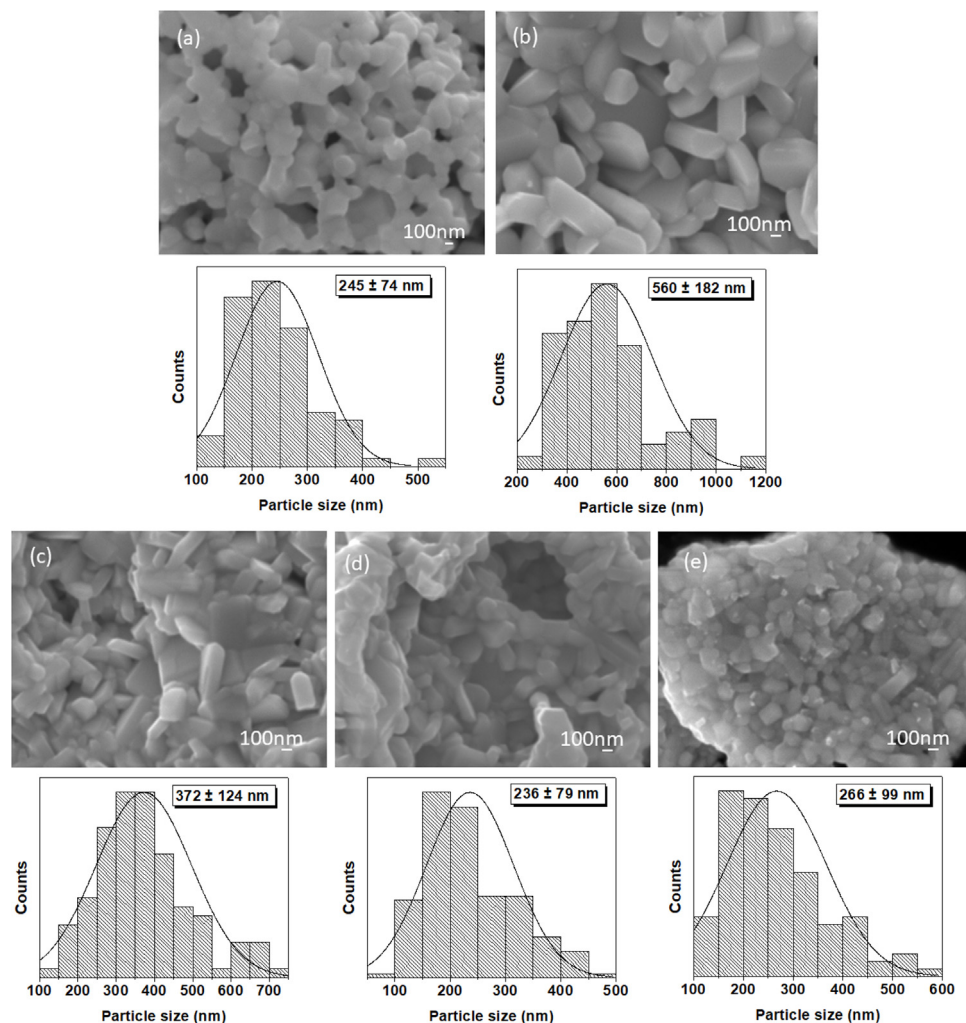 (a)
100nm
(b)
100nm
245 ± 74 nm
Counts
100 200 300 400 500
Particle size (nm)
560 ± 182 nm
Counts
200 400 600 800 1000 1200
Particle size (nm)
(c)
100nm
(d)
100nm
(e)
100nm
372 ± 124 nm
Counts
100 200 300 400 500 600 700
Particle size (nm)
236 ± 79 nm
Counts
100 200 300 400 500
Particle size (nm)
266 ± 99 nm
Counts
100 200 300 400 500 600
Particle size (nm)